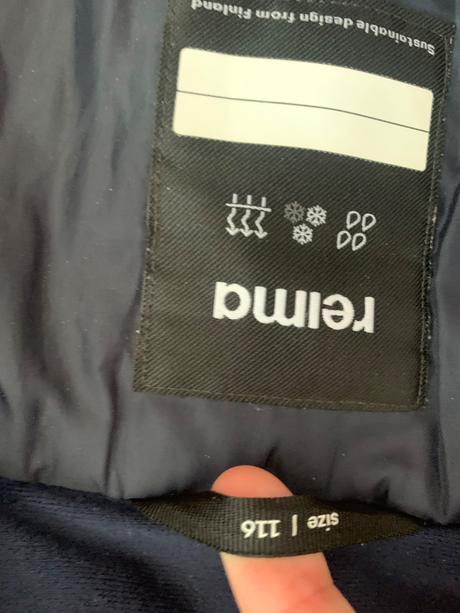 size | 116
reima
Sustainable design from Finland